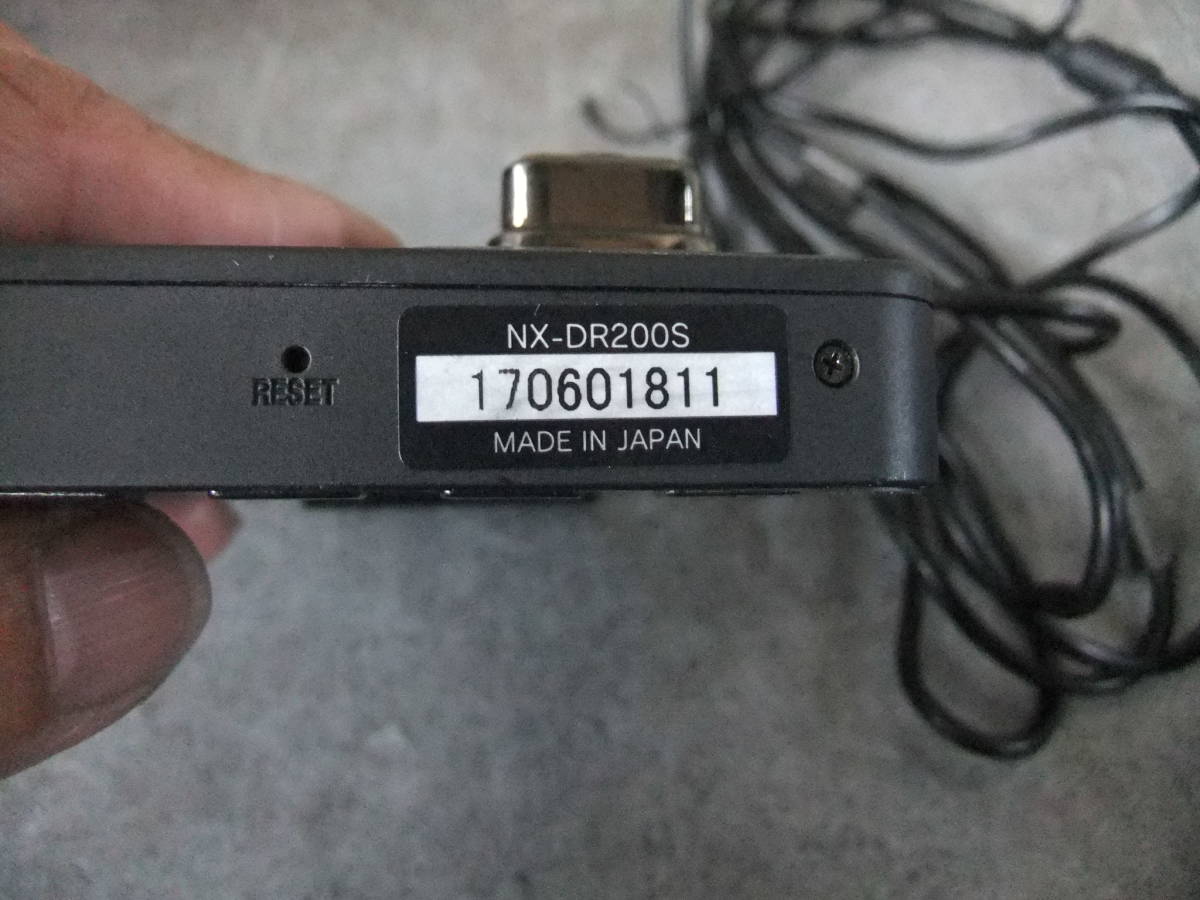 NX-DR200S
170601811
MADE IN JAPAN
RESET